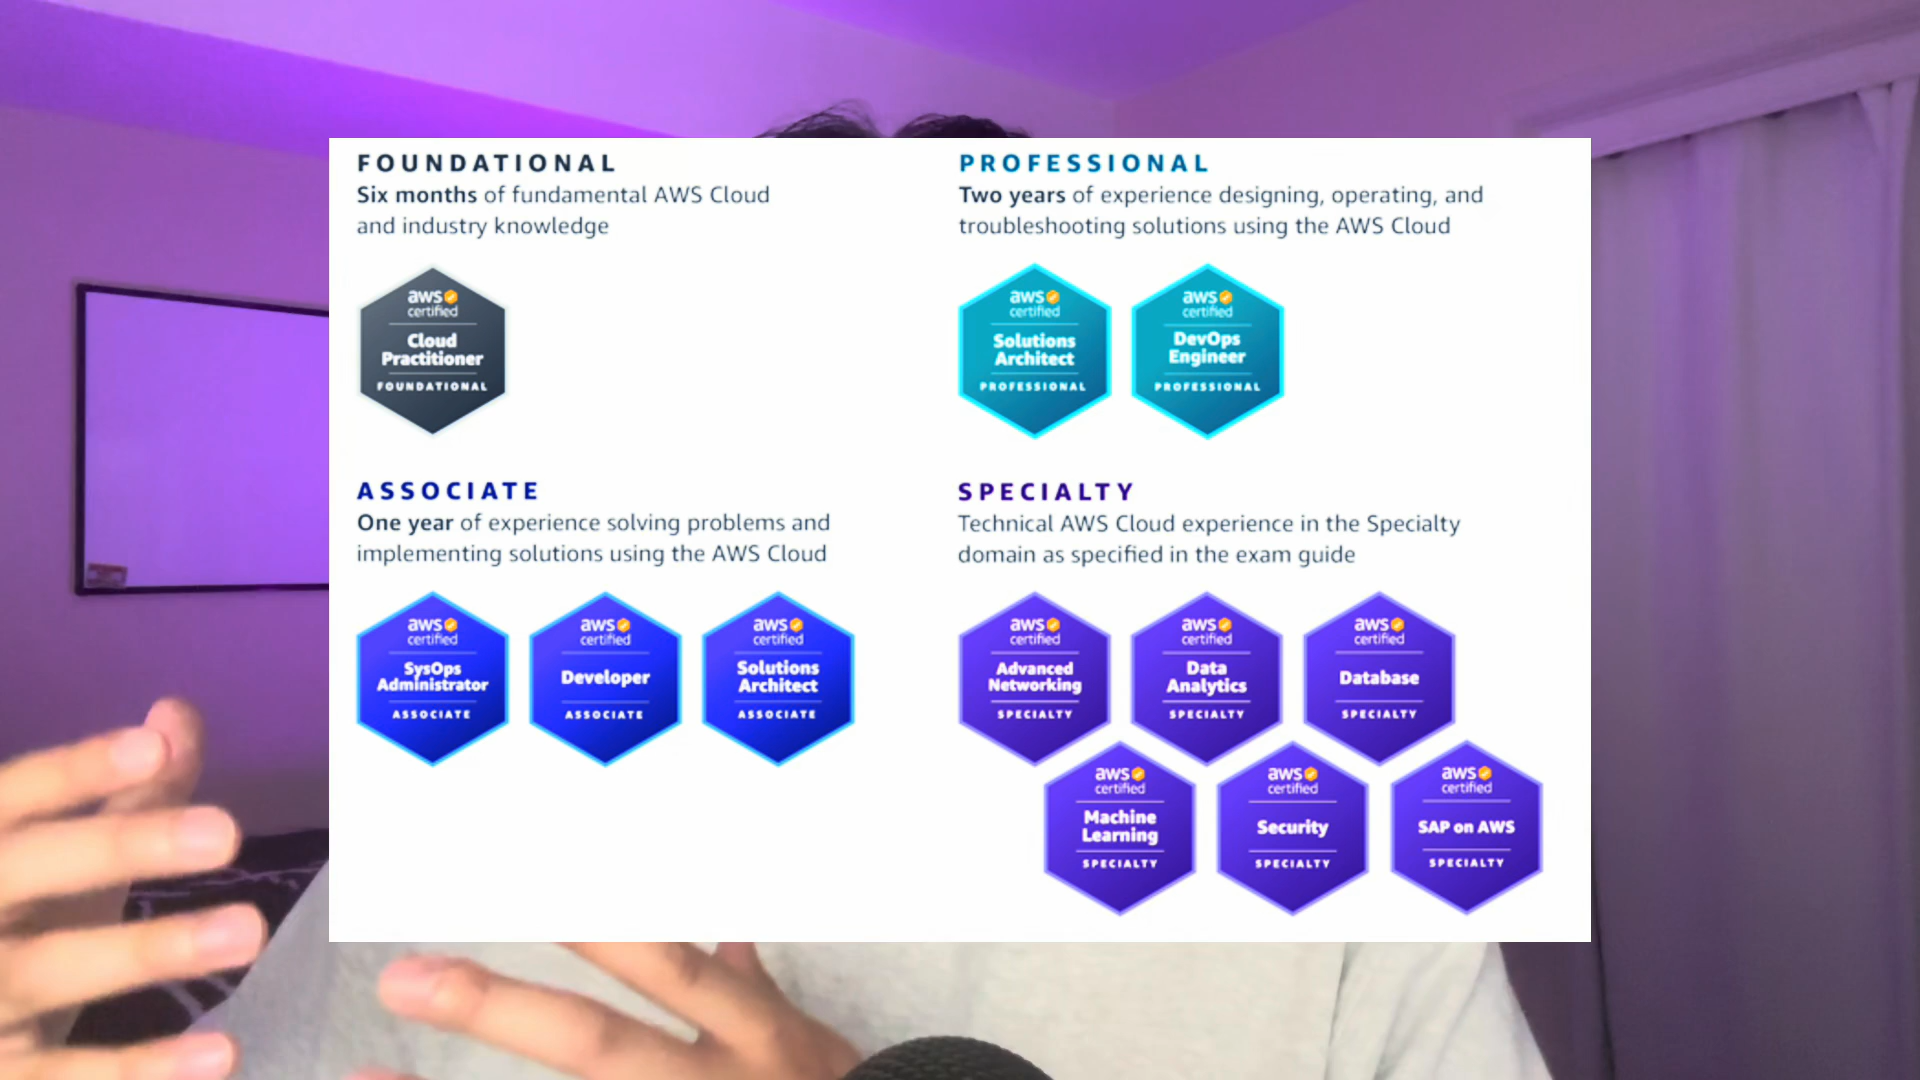 FOUNDATIONAL
Six months of fundamental AWS Cloud
and industry knowledge
aws
certified
Cloud
Practitioner
FOUNDATIONAL
PROFESSIONAL
Two years of experience designing, operating, and
troubleshooting solutions using the AWS Cloud
aws
certified
Solutions
Architect
PROFESSIONAL
aws
certified
DevOps
Engineer
PROFESSIONAL
ASSOCIATE
One year of experience solving problems and
implementing solutions using the AWS Cloud
aws
certified
SysOps
Administrator
ASSOCIATE
aws
certified
Developer
ASSOCIATE
aws
certified
Solutions
Architect
ASSOCIATE
SPECIALTY
Technical AWS Cloud experience in the Specialty
domain as specified in the exam guide
aws
certified
Advanced
Networking
SPECIALTY
aws
certified
Data
Analytics
SPECIALTY
aws
certified
Database
SPECIALTY
aws
certified
Machine
Learning
SPECIALTY
aws
certified
Security
SPECIALTY
aws
certified
SAP on AWS
SPECIALTY